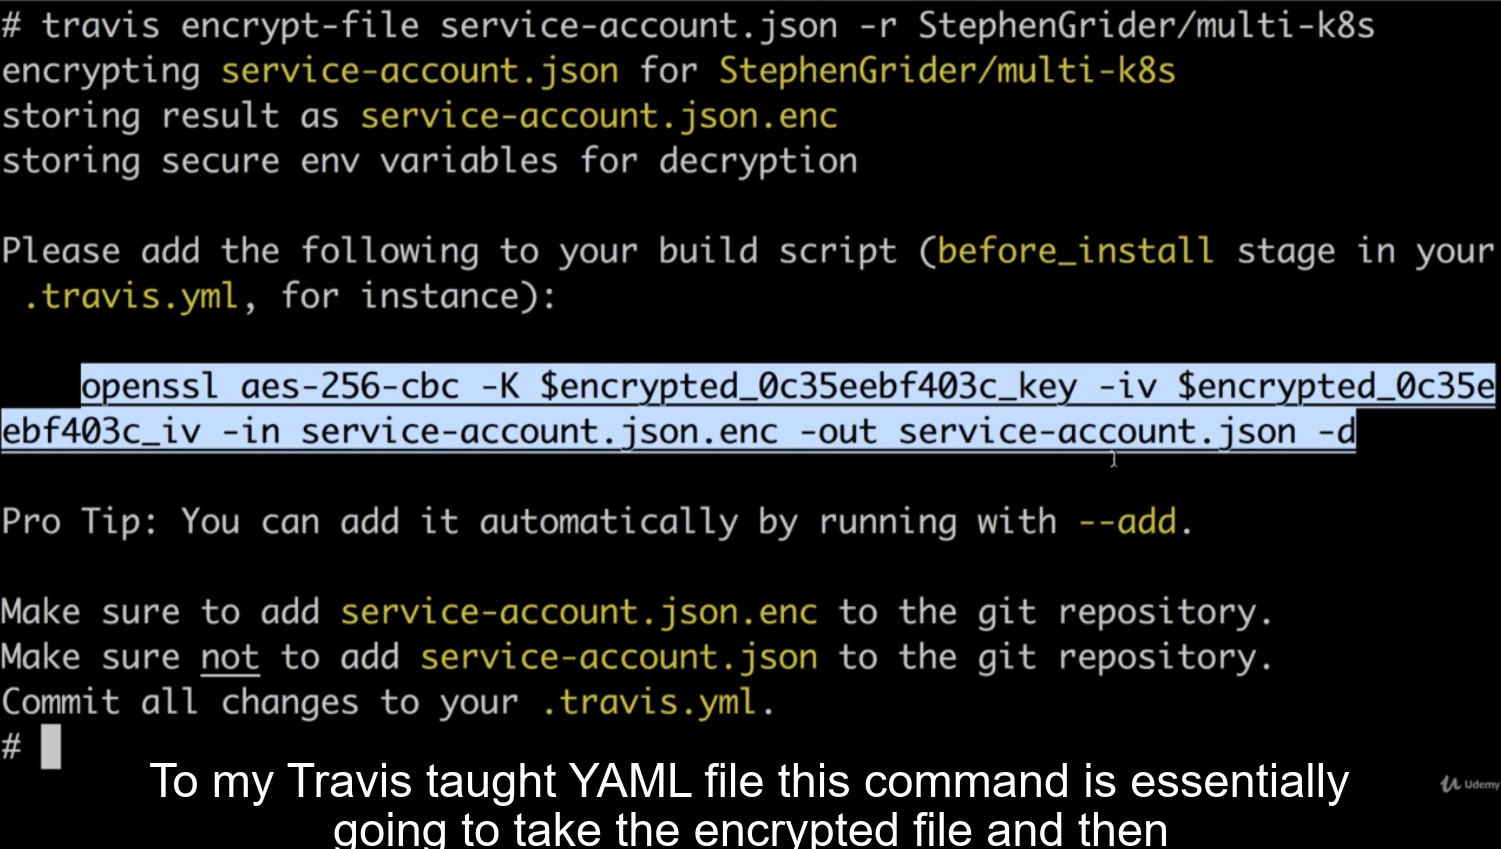 # travis encrypt-file service-account.json -r StephenGrider/multi-k8s
encrypting service-account.json for StephenGrider/multi-k8s
storing result as service-account.json.enc
storing secure env variables for decryption
Please add the following to your build script (before_install stage in your
.travis.yml, for instance):
openssl aes-256-cbc -K $encrypted_0c35eebf403c_key -iv $encrypted_0c35e
ebf403c_iv -in service-account.json.enc -out service-account.json -d
Pro Tip: You can add it automatically by running with --add.
Make sure to add service-account.json.enc to the git repository.
Make sure not to add service-account.json to the git repository.
Commit all changes to your .travis.yml.
#
To my Travis taught YAML file this command is essentially
going to take the encrypted file and then
Udemy